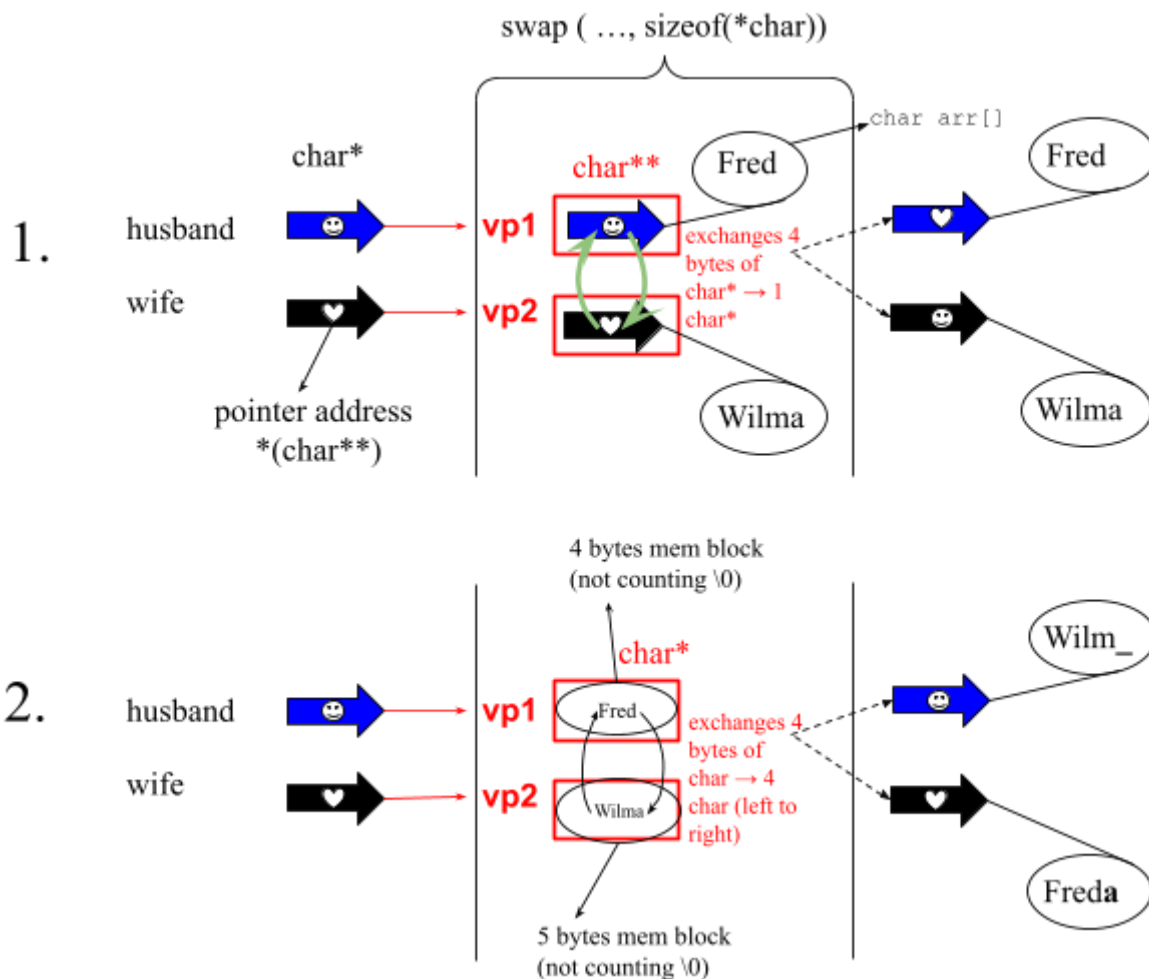 swap ( …, sizeof(*char))
char arr[]
char*
char**
Fred
Fred
1.
husband
vp1
exchanges 4
bytes of
char* → 1
char*
wife
vp2
pointer address
*(char**)
Wilma
Wilma
4 bytes mem block
(not counting \0)
char*
Wilm_
2.
husband
vp1
Fred
exchanges 4
bytes of
char → 4
char (left to
right)
wife
vp2
Wilma
Freda
5 bytes mem block
(not counting \0)